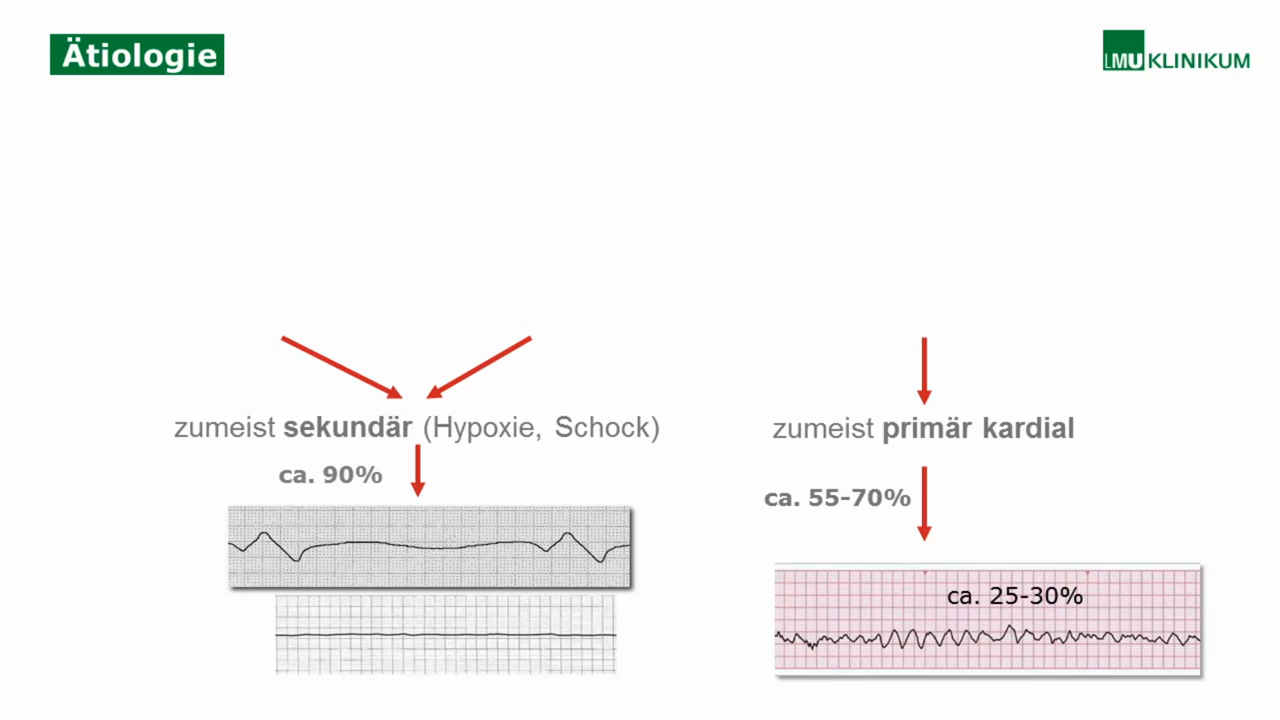 Ätiologie
LMU KLINIKUM
zumeist sekundär (Hypoxie, Schock)
zumeist primär kardial
ca. 90%
ca. 55-70%
ca. 25-30%